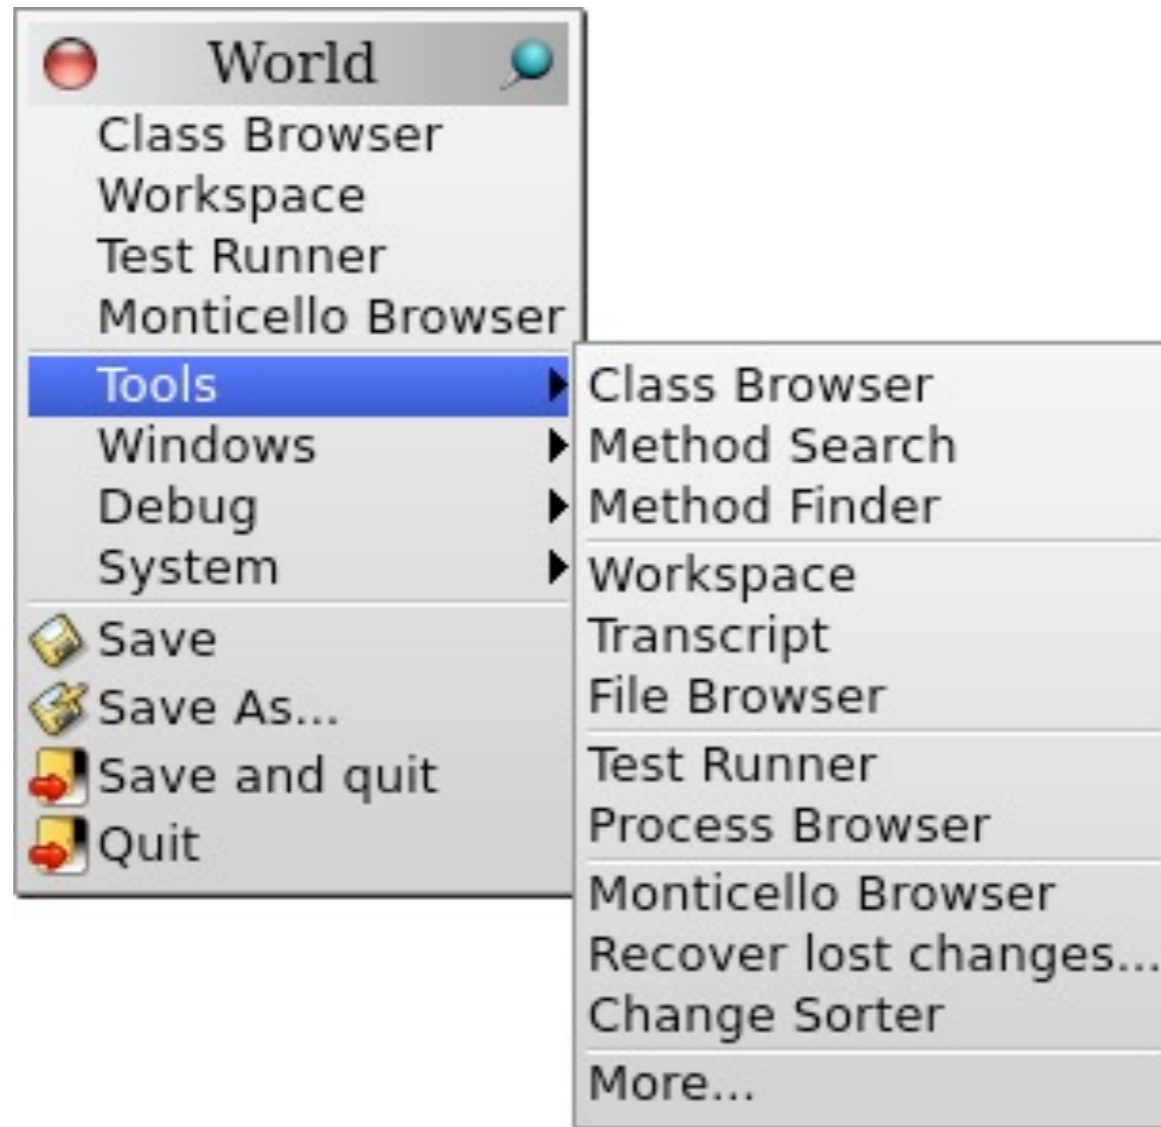 World
Class Browser
Workspace
Test Runner
Monticello Browser
Tools
Windows
Debug
System
Save
Save As...
Save and quit
Quit
Class Browser
Method Search
Method Finder
Workspace
Transcript
File Browser
Test Runner
Process Browser
Monticello Browser
Recover lost changes...
Change Sorter
More...